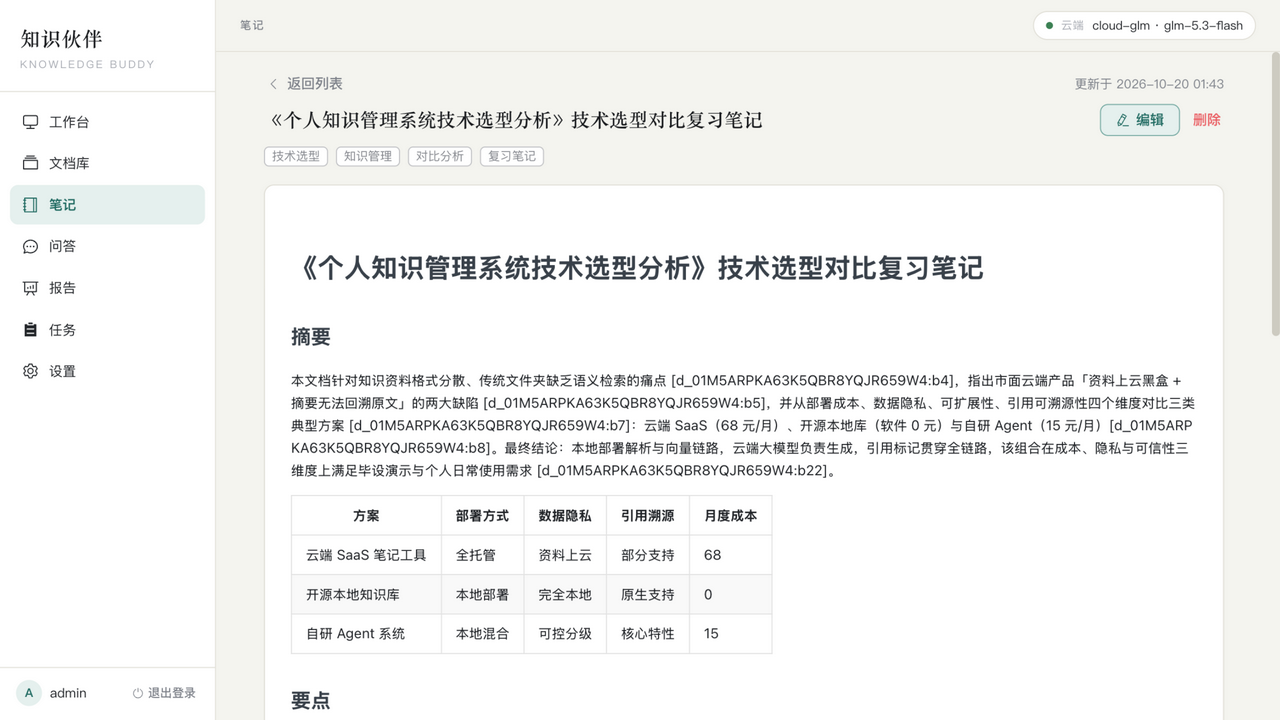 知识伙伴
KNOWLEDGE BUDDY
工作台
文档库
笔记
问答
报告
任务
设置
A admin 退出登录
笔记
云端 cloud-glm · glm-5.3-flash
返回列表
更新于 2026-10-20 01:43
《个人知识管理系统技术选型分析》技术选型对比复习笔记
编辑 删除
技术选型 知识管理 对比分析 复习笔记
《个人知识管理系统技术选型分析》技术选型对比复习笔记
摘要
本文档针对知识资料格式分散、传统文件夹缺乏语义检索的痛点 [d_01M5ARPKA63K5QBR8YQJR659W4:b4]，指出市面云端产品「资料上云黑盒 +
摘要无法回溯原文」的两大缺陷 [d_01M5ARPKA63K5QBR8YQJR659W4:b5]，并从部署成本、数据隐私、可扩展性、引用可溯源性四个维度对比三类
典型方案 [d_01M5ARPKA63K5QBR8YQJR659W4:b7]：云端 SaaS（68 元/月）、开源本地库（软件 0 元）与自研 Agent（15 元/月）[d_01M5ARP
KA63K5QBR8YQJR659W4:b8]。最终结论：本地部署解析与向量链路，云端大模型负责生成，引用标记贯穿全链路，该组合在成本、隐私与可信性三
维度上满足毕设演示与个人日常使用需求 [d_01M5ARPKA63K5QBR8YQJR659W4:b22]。
方案 部署方式 数据隐私 引用溯源 月度成本
云端 SaaS 笔记工具 全托管 资料上云 部分支持 68
开源本地知识库 本地部署 完全本地 原生支持 0
自研 Agent 系统 本地混合 可控分级 核心特性 15
要点